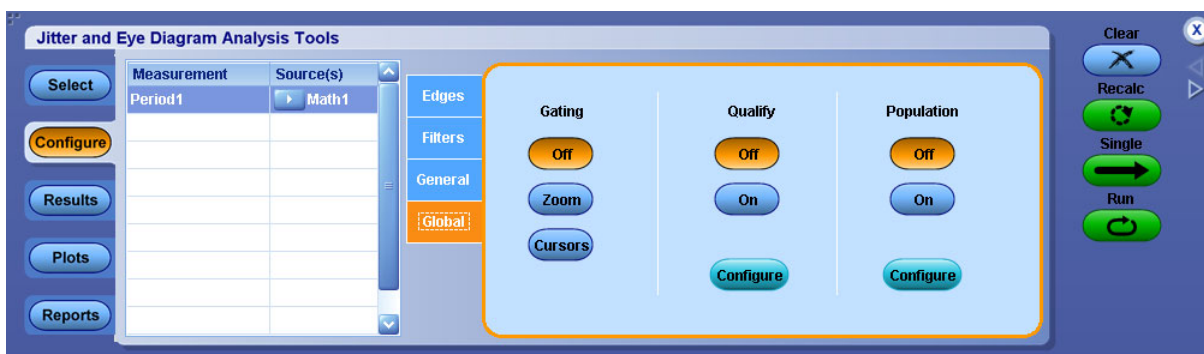 Jitter and Eye Diagram Analysis Tools
Select
Configure
Results
Plots
Reports
Measurement Source(s)
Period1 Math1
Edges
Filters
General
Global
Gating
Off
Zoom
Cursors
Qualify
Off
On
Configure
Population
Off
On
Configure
Clear
X
Recalc
Single
Run